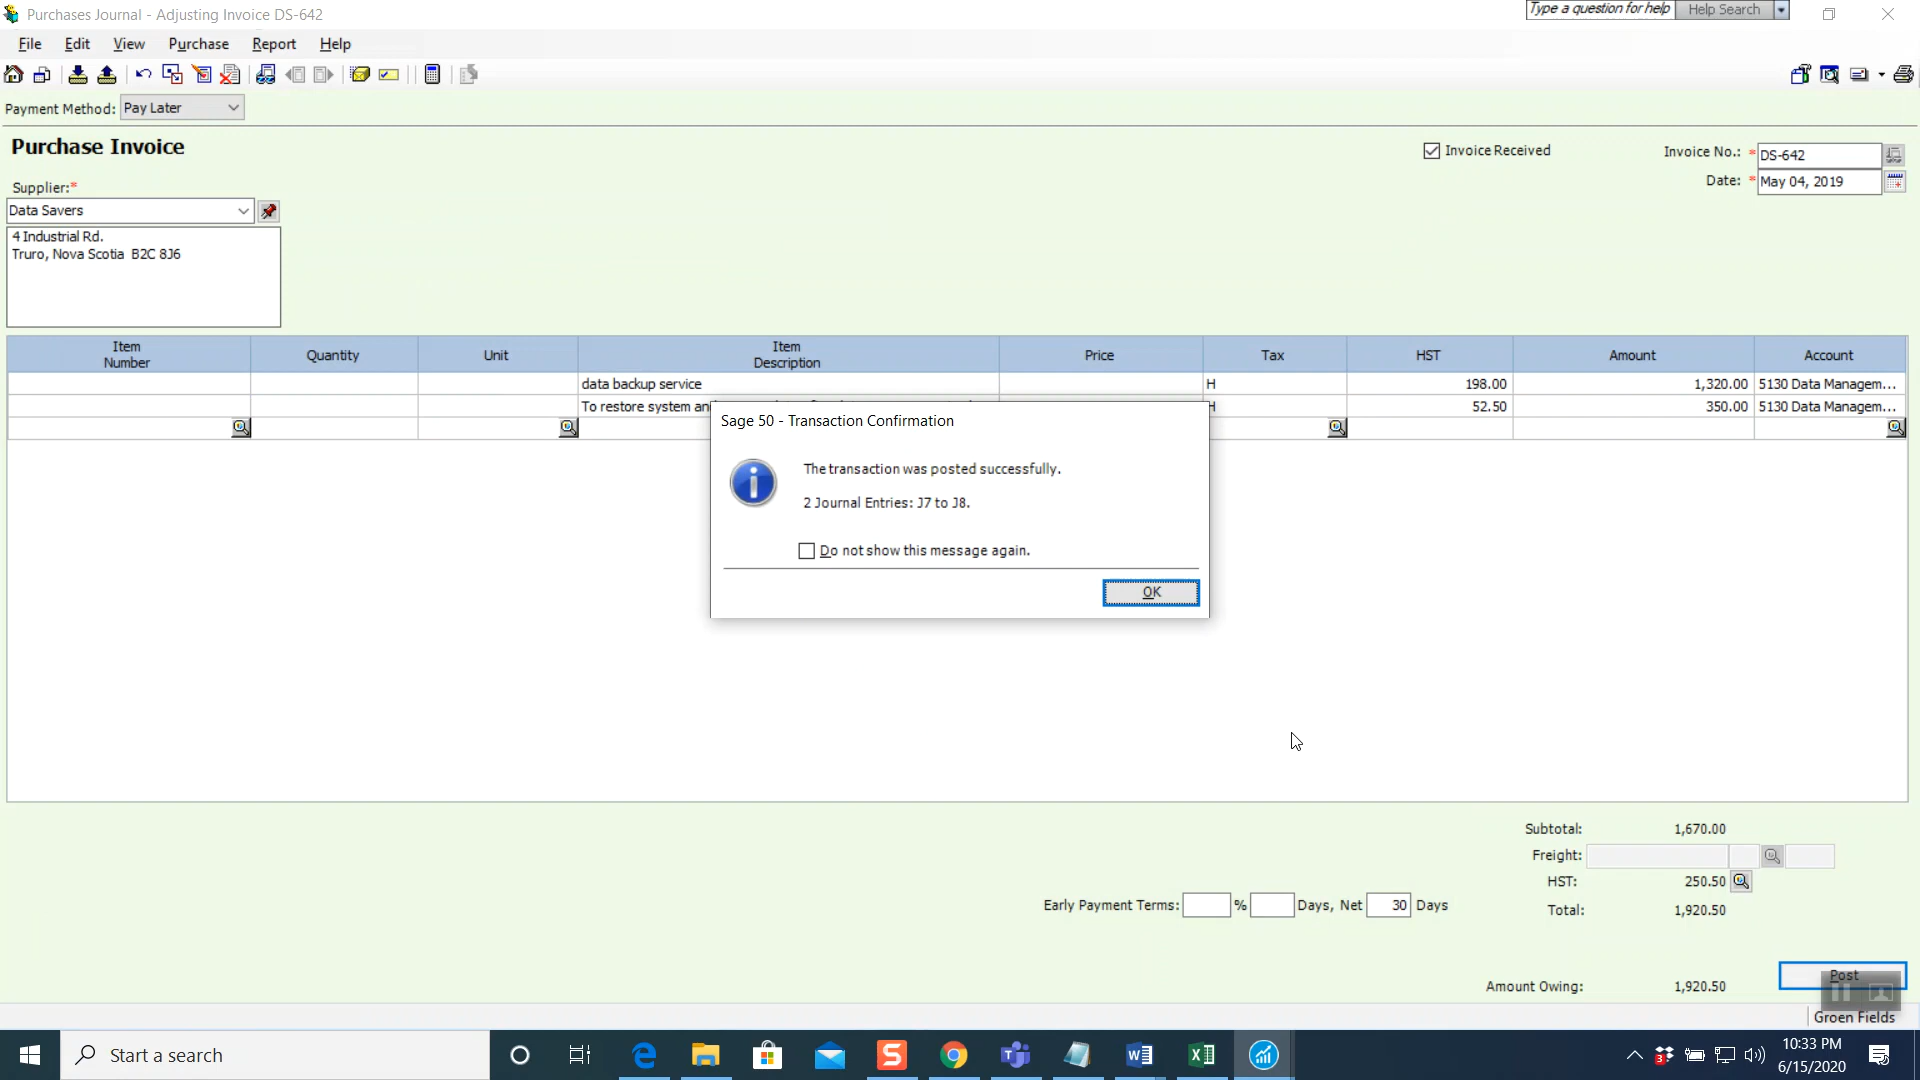 Purchases Journal - Adjusting Invoice DS-642
Type a question for help Help Search
File Edit View Purchase Report Help
Payment Method: Pay Later
Purchase Invoice
Invoice Received
Invoice No.: * DS-642
Date: * May 04, 2019
Supplier:*
Data Savers
4 Industrial Rd.
Truro, Nova Scotia B2C 8J6
Item Number Quantity Unit Item Description Price Tax HST Amount Account
data backup service H 198.00 1,320.00 5130 Data Managem...
To restore system an H 52.50 350.00 5130 Data Managem...
Sage 50 - Transaction Confirmation
The transaction was posted successfully.
2 Journal Entries: J7 to J8.
Do not show this message again.
OK
Subtotal: 1,670.00
Freight:
HST: 250.50
Early Payment Terms: % Days, Net 30 Days
Total: 1,920.50
Post
Amount Owing: 1,920.50
Groen Fields
Start a search
10:33 PM
6/15/2020